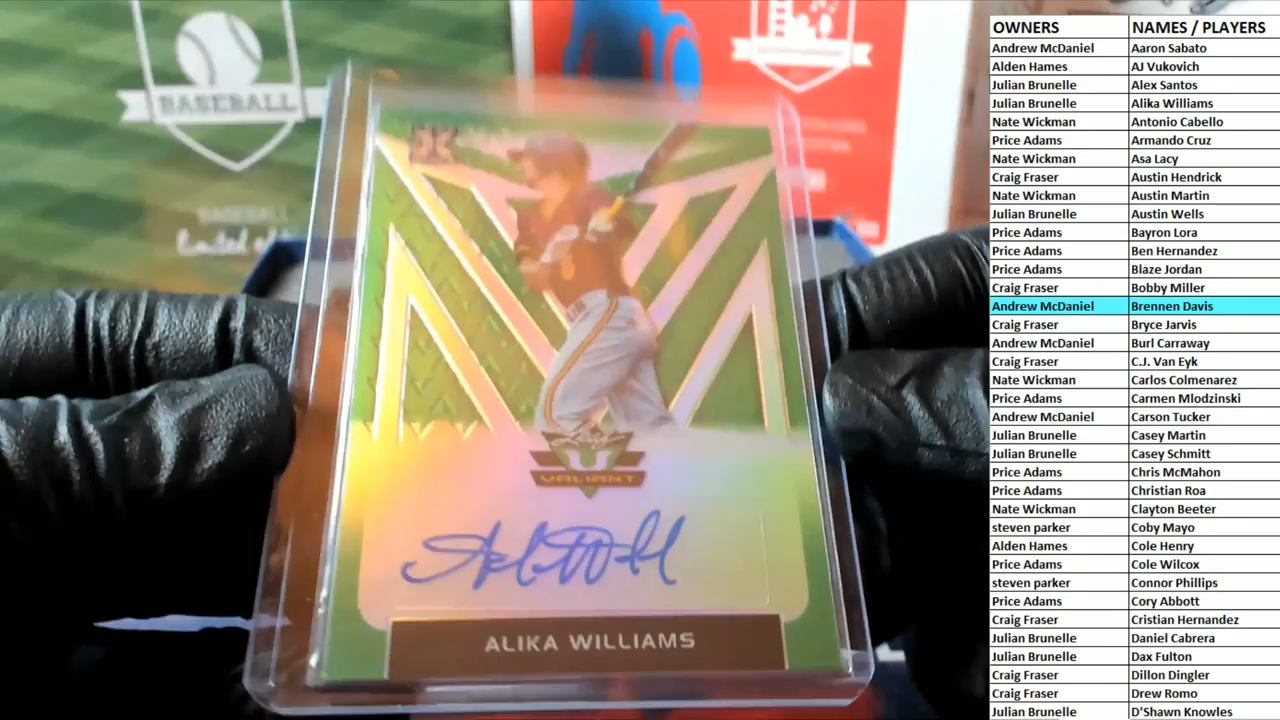 BASEBALL
BASEBALL
Leaf
VALIANT
ALIKA WILLIAMS
OWNERS NAMES / PLAYERS
Andrew McDaniel Aaron Sabato
Alden Hames AJ Vukovich
Julian Brunelle Alex Santos
Julian Brunelle Alika Williams
Nate Wickman Antonio Cabello
Price Adams Armando Cruz
Nate Wickman Asa Lacy
Craig Fraser Austin Hendrick
Nate Wickman Austin Martin
Julian Brunelle Austin Wells
Price Adams Bayron Lora
Price Adams Ben Hernandez
Price Adams Blaze Jordan
Craig Fraser Bobby Miller
Andrew McDaniel Brennen Davis
Craig Fraser Bryce Jarvis
Andrew McDaniel Burl Carraway
Craig Fraser C.J. Van Eyk
Nate Wickman Carlos Colmenarez
Price Adams Carmen Mlodzinski
Andrew McDaniel Carson Tucker
Julian Brunelle Casey Martin
Julian Brunelle Casey Schmitt
Price Adams Chris McMahon
Price Adams Christian Roa
Nate Wickman Clayton Beeter
steven parker Coby Mayo
Alden Hames Cole Henry
Price Adams Cole Wilcox
steven parker Connor Phillips
Price Adams Cory Abbott
Craig Fraser Cristian Hernandez
Julian Brunelle Daniel Cabrera
Julian Brunelle Dax Fulton
Craig Fraser Dillon Dingler
Craig Fraser Drew Romo
Julian Brunelle D'Shawn Knowles